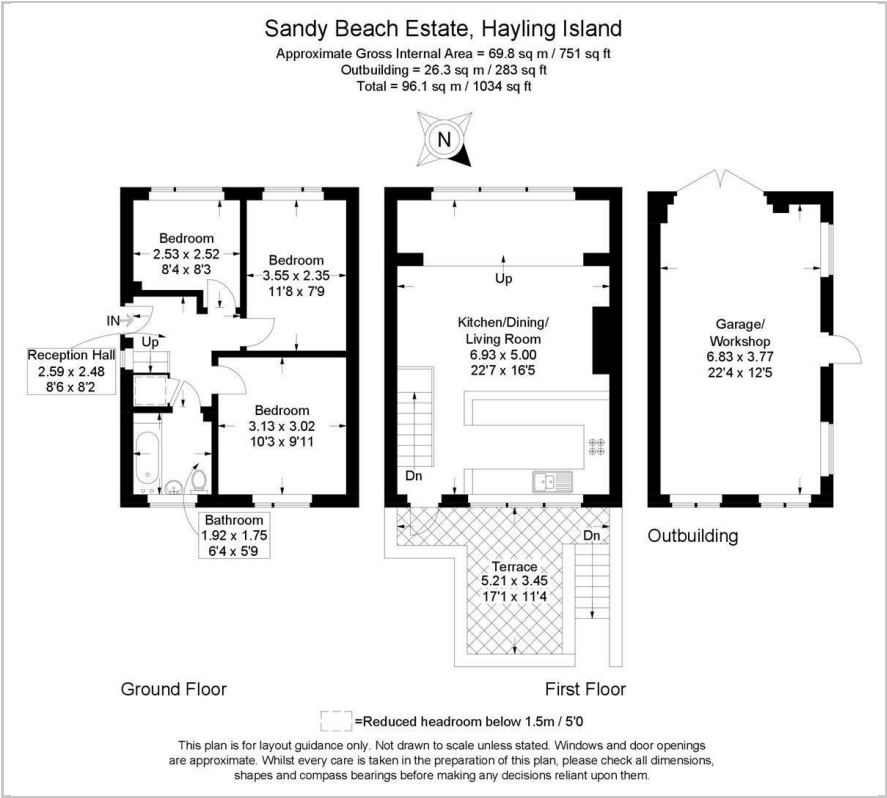 Sandy Beach Estate, Hayling Island
Approximate Gross Internal Area = 69.8 sq m / 751 sq ft
Outbuilding = 26.3 sq m / 283 sq ft
Total = 96.1 sq m / 1034 sq ft
N
Bedroom
2.53 x 2.52
8'4 x 8'3
Bedroom
3.55 x 2.35
11'8 x 7'9
IN
Up
Reception Hall
2.59 x 2.48
8'6 x 8'2
Bedroom
3.13 x 3.02
10'3 x 9'11
Bathroom
1.92 x 1.75
6'4 x 5'9
Ground Floor
Up
Kitchen/Dining/
Living Room
6.93 x 5.00
22'7 x 16'5
Dn
Dn
Terrace
5.21 x 3.45
17'1 x 11'4
First Floor
Garage/
Workshop
6.83 x 3.77
22'4 x 12'5
Outbuilding
=Reduced headroom below 1.5m / 5'0
This plan is for layout guidance only. Not drawn to scale unless stated. Windows and door openings
are approximate. Whilst every care is taken in the preparation of this plan, please check all dimensions,
shapes and compass bearings before making any decisions reliant upon them.